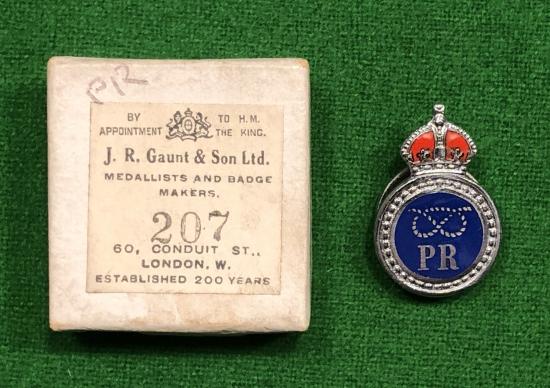 PR
BY TO H.M.
APPOINTMENT THE KING.
J. R. Gaunt & Son Ltd.
MEDALLISTS AND BADGE
MAKERS,
207
60, CONDUIT ST.,
LONDON, W.
ESTABLISHED 200 YEARS
PR